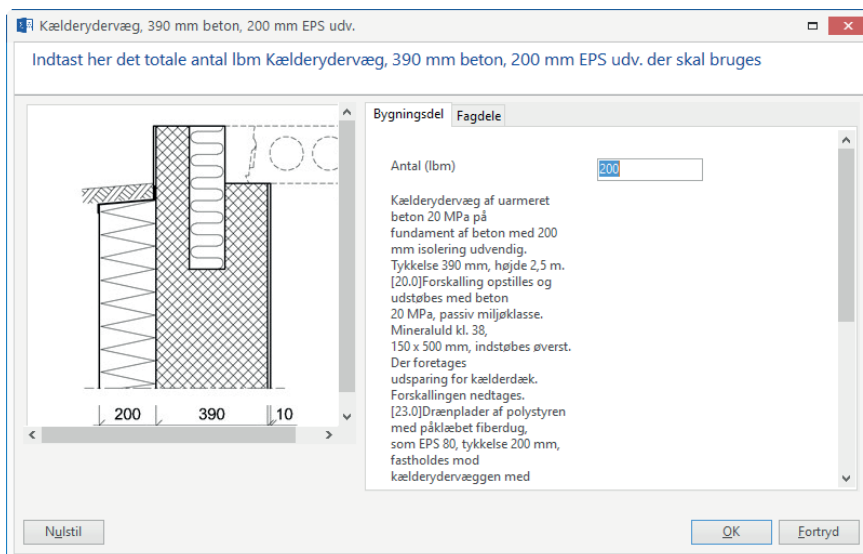 Kælderydervæg, 390 mm beton, 200 mm EPS udv.
Indtast her det totale antal lbm Kælderydervæg, 390 mm beton, 200 mm EPS udv. der skal bruges
200 390 10
Bygningsdel Fagdele
Antal (lbm) 200
Kælderydervæg af uarmeret
beton 20 MPa på
fundament af beton med 200
mm isolering udvendig.
Tykkelse 390 mm, højde 2,5 m.
[20.0]Forskalling opstilles og
udstøbes med beton
20 MPa, passiv miljøklasse.
Mineraluld kl. 38,
150 x 500 mm, indstøbes øverst.
Der foretages
udsparing for kælderdæk.
Forskallingen nedtages.
[23.0]Drænplader af polystyren
med påklæbet fiberdug,
som EPS 80, tykkelse 200 mm,
fastholdes mod
kælderydervæggen med
Nulstil OK Fortryd